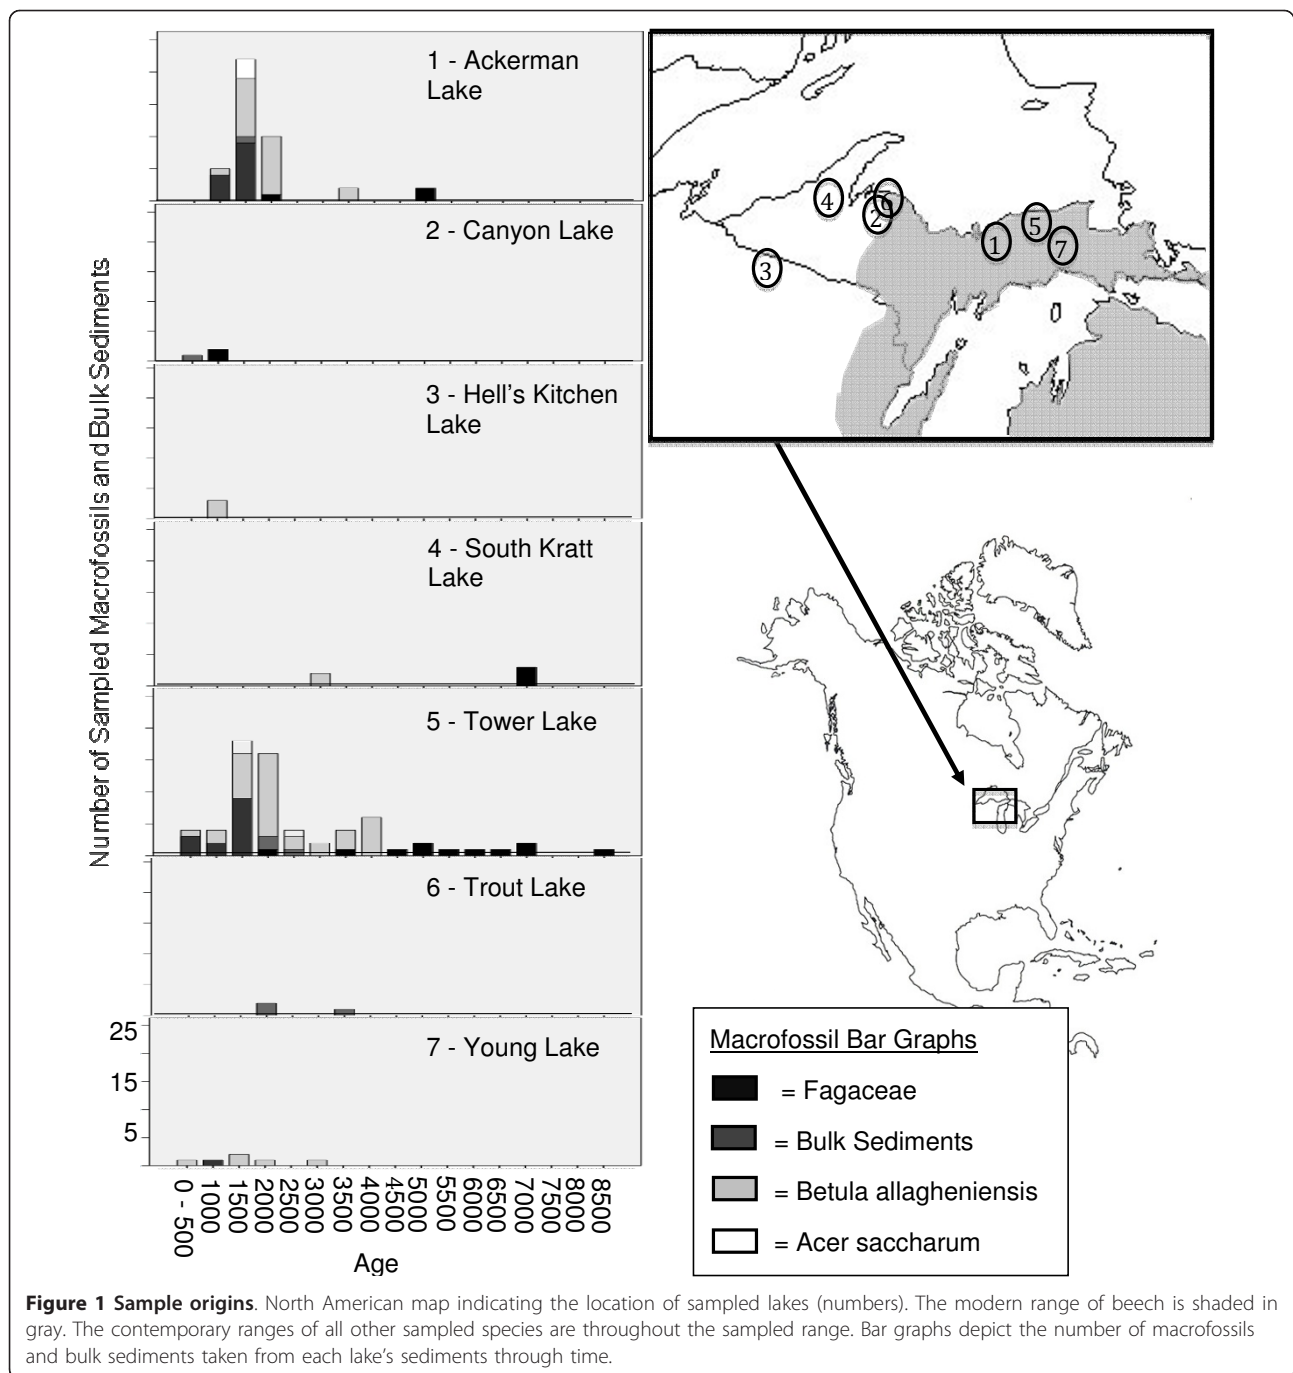 Number of Sampled Macrofossils and Bulk Sediments
1 - Ackerman
Lake
2 - Canyon Lake
3 - Hell's Kitchen
Lake
4 - South Kratt
Lake
5 - Tower Lake
6 - Trout Lake
7 - Young Lake
25
15
5
0 - 500
1000
1500
2000
2500
3000
3500
4000
4500
5000
5500
6000
6500
7000
7500
8000
8500
Age
4
7
6
2
3
1
5
7
Macrofossil Bar Graphs
= Fagaceae
= Bulk Sediments
= Betula allagheniensis
= Acer saccharum
Figure 1 Sample origins. North American map indicating the location of sampled lakes (numbers). The modern range of beech is shaded in
gray. The contemporary ranges of all other sampled species are throughout the sampled range. Bar graphs depict the number of macrofossils
and bulk sediments taken from each lake's sediments through time.